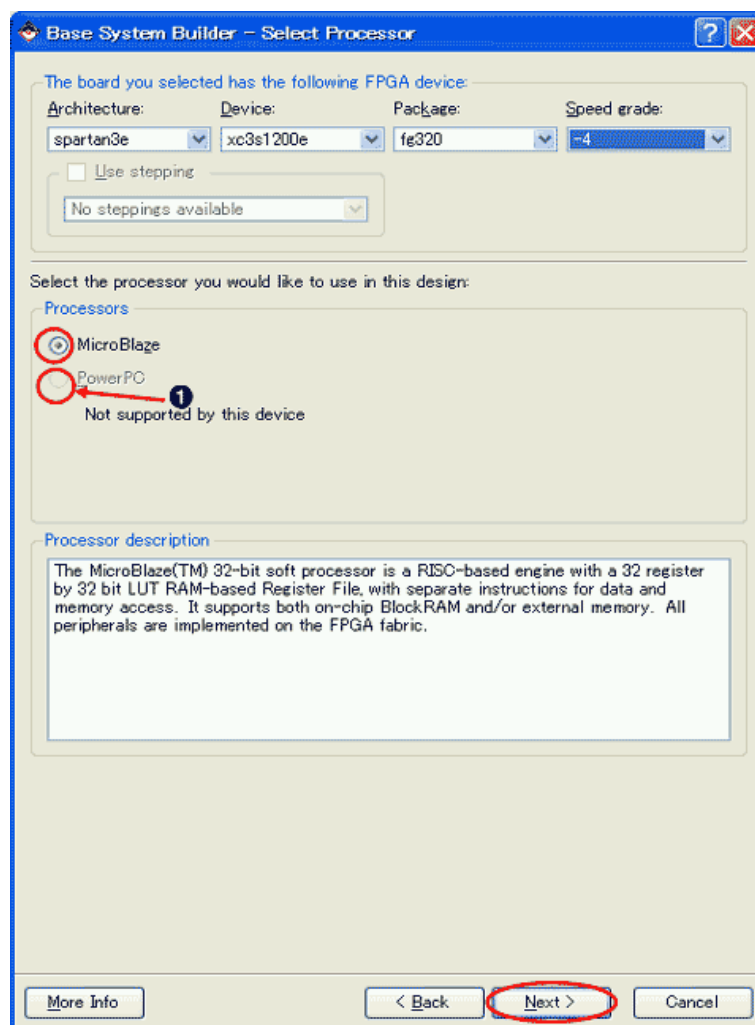 Base System Builder - Select Processor
The board you selected has the following FPGA device:
Architecture: Device: Package: Speed grade:
spartan3e xc3s1200e fg320 -4
Use stepping
No steppings available
Select the processor you would like to use in this design:
Processors
MicroBlaze
PowerPC
1
Not supported by this device
Processor description
The MicroBlaze(TM) 32-bit soft processor is a RISC-based engine with a 32 register
by 32 bit LUT RAM-based Register File, with separate instructions for data and
memory access. It supports both on-chip BlockRAM and/or external memory. All
peripherals are implemented on the FPGA fabric.
More Info < Back Next > Cancel